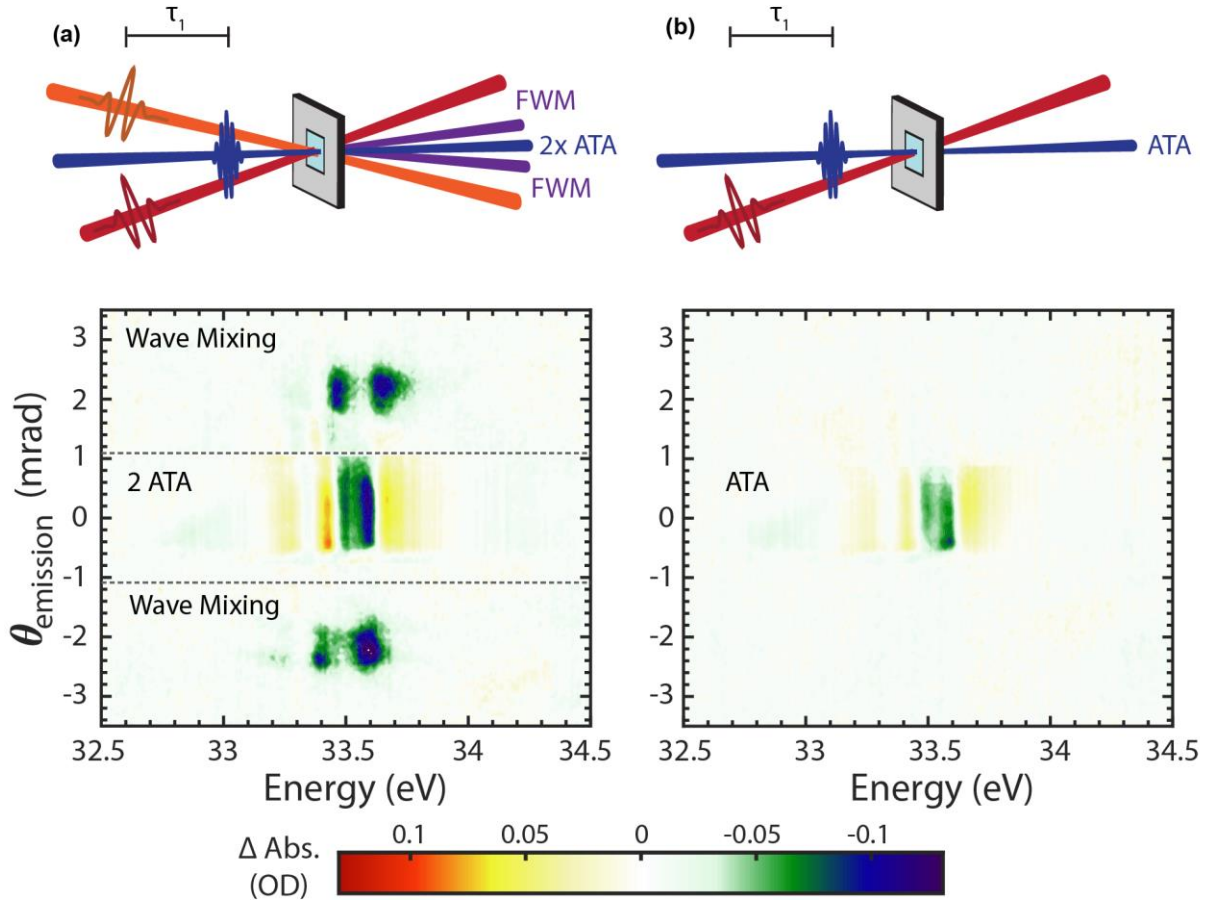 (a)
τ1
FWM
2x ATA
FWM
(b)
τ1
ATA
Wave Mixing
2 ATA
Wave Mixing
3
2
1
0
-1
-2
-3
θemission (mrad)
32.5 33 33.5 34 34.5
Energy (eV)
ATA
3
2
1
0
-1
-2
-3
32.5 33 33.5 34 34.5
Energy (eV)
Δ Abs.
(OD)
0.1 0.05 0 -0.05 -0.1